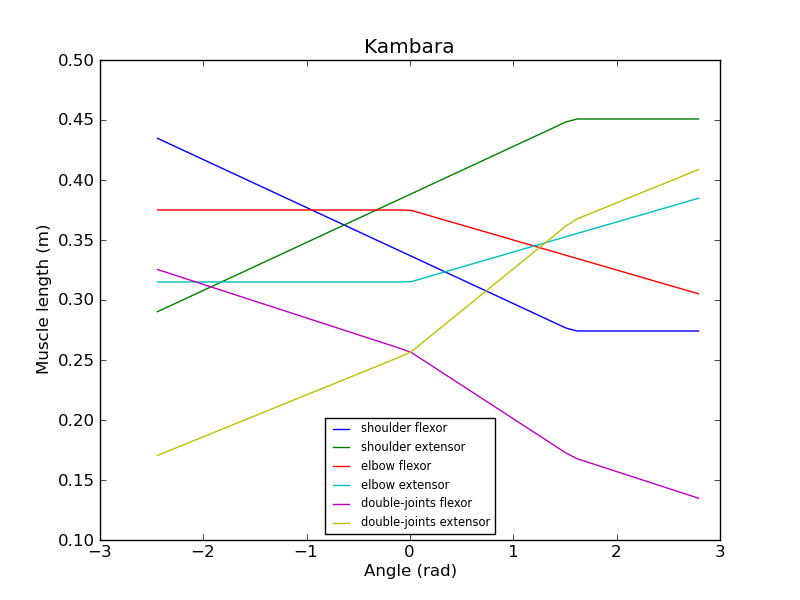 Kambara
0.50
0.45
0.40
0.35
0.30
0.25
0.20
0.15
0.10
Muscle length (m)
shoulder flexor
shoulder extensor
elbow flexor
elbow extensor
double-joints flexor
double-joints extensor
−3 −2 −1 0 1 2 3
Angle (rad)